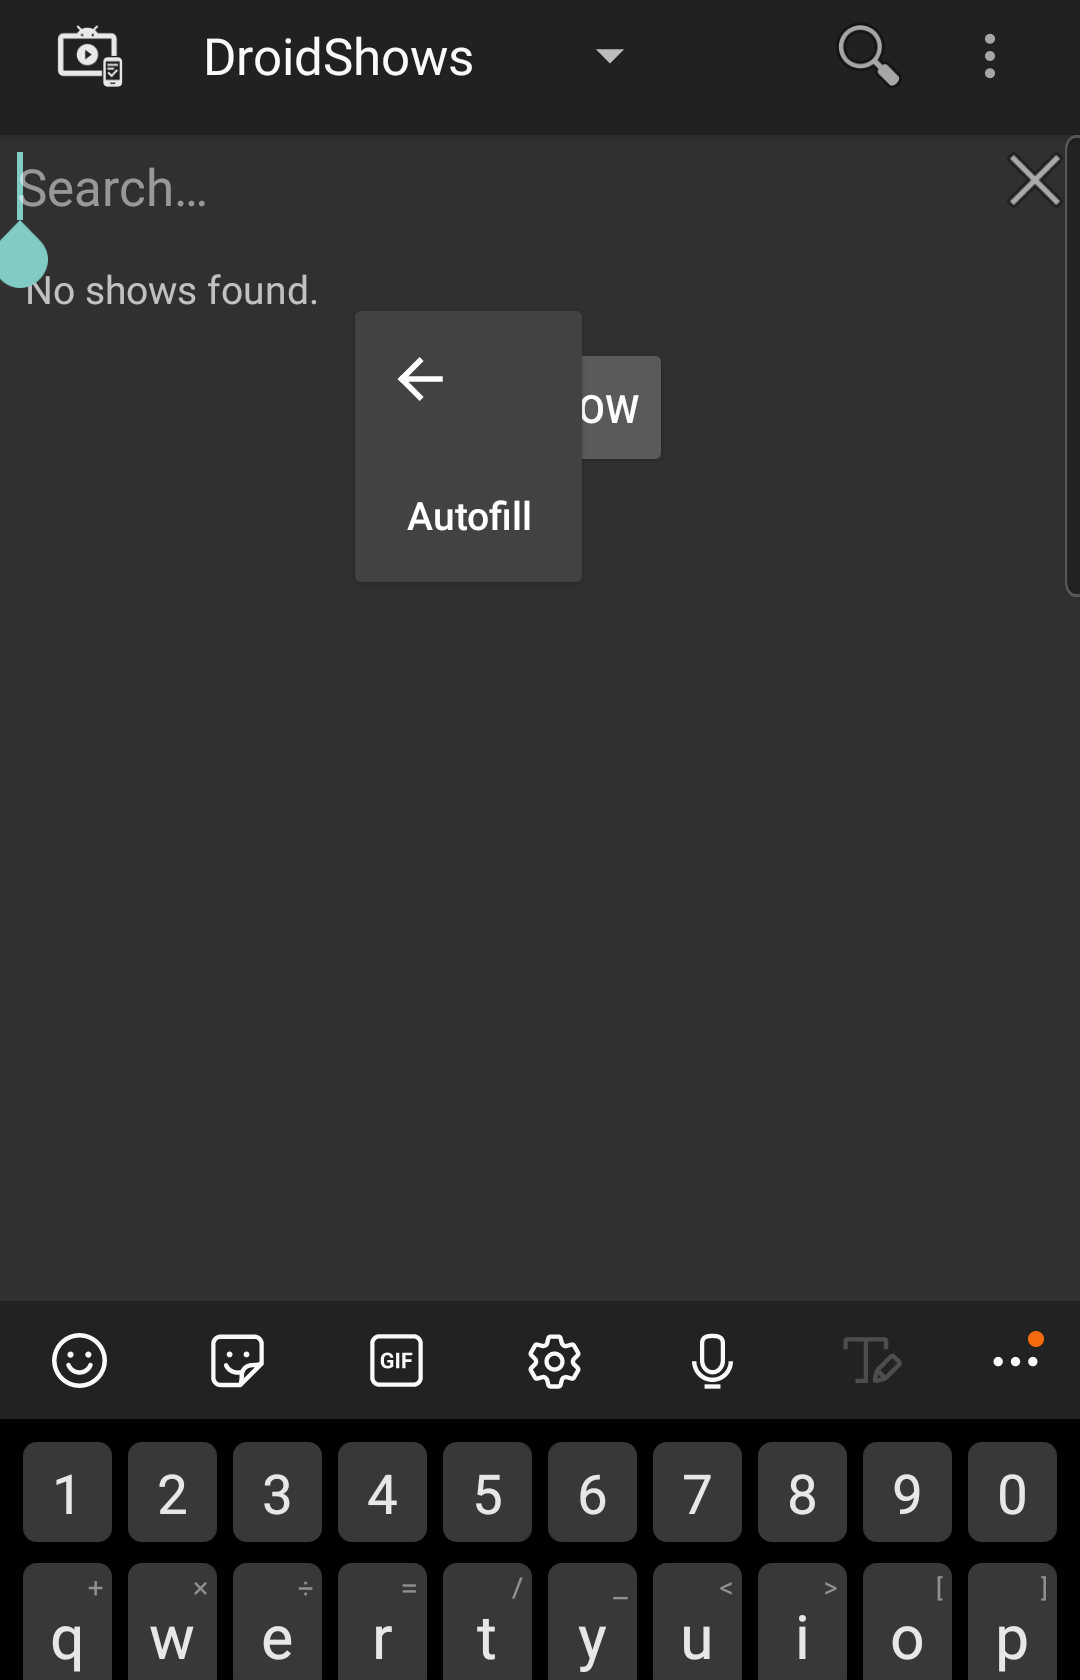 DroidShows
Search...
No shows found.
ow
Autofill
GIF
1 2 3 4 5 6 7 8 9 0
+ × ÷ = / _ < > [ ]
q w e r t y u i o p